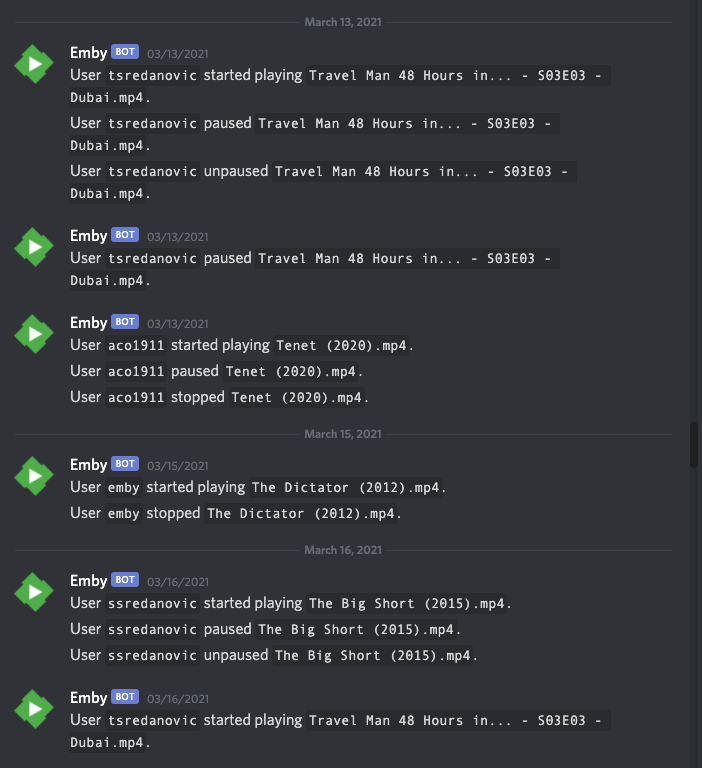 March 13, 2021
Emby BOT 03/13/2021
User tsredanovic started playing Travel Man 48 Hours in... - S03E03 -
Dubai.mp4.
User tsredanovic paused Travel Man 48 Hours in... - S03E03 -
Dubai.mp4.
User tsredanovic unpaused Travel Man 48 Hours in... - S03E03 -
Dubai.mp4.
Emby BOT 03/13/2021
User tsredanovic paused Travel Man 48 Hours in... - S03E03 -
Dubai.mp4.
Emby BOT 03/13/2021
User aco1911 started playing Tenet (2020).mp4.
User aco1911 paused Tenet (2020).mp4.
User aco1911 stopped Tenet (2020).mp4.
March 15, 2021
Emby BOT 03/15/2021
User emby started playing The Dictator (2012).mp4.
User emby stopped The Dictator (2012).mp4.
March 16, 2021
Emby BOT 03/16/2021
User ssredanovic started playing The Big Short (2015).mp4.
User ssredanovic paused The Big Short (2015).mp4.
User ssredanovic unpaused The Big Short (2015).mp4.
Emby BOT 03/16/2021
User tsredanovic started playing Travel Man 48 Hours in... - S03E03 -
Dubai.mp4.